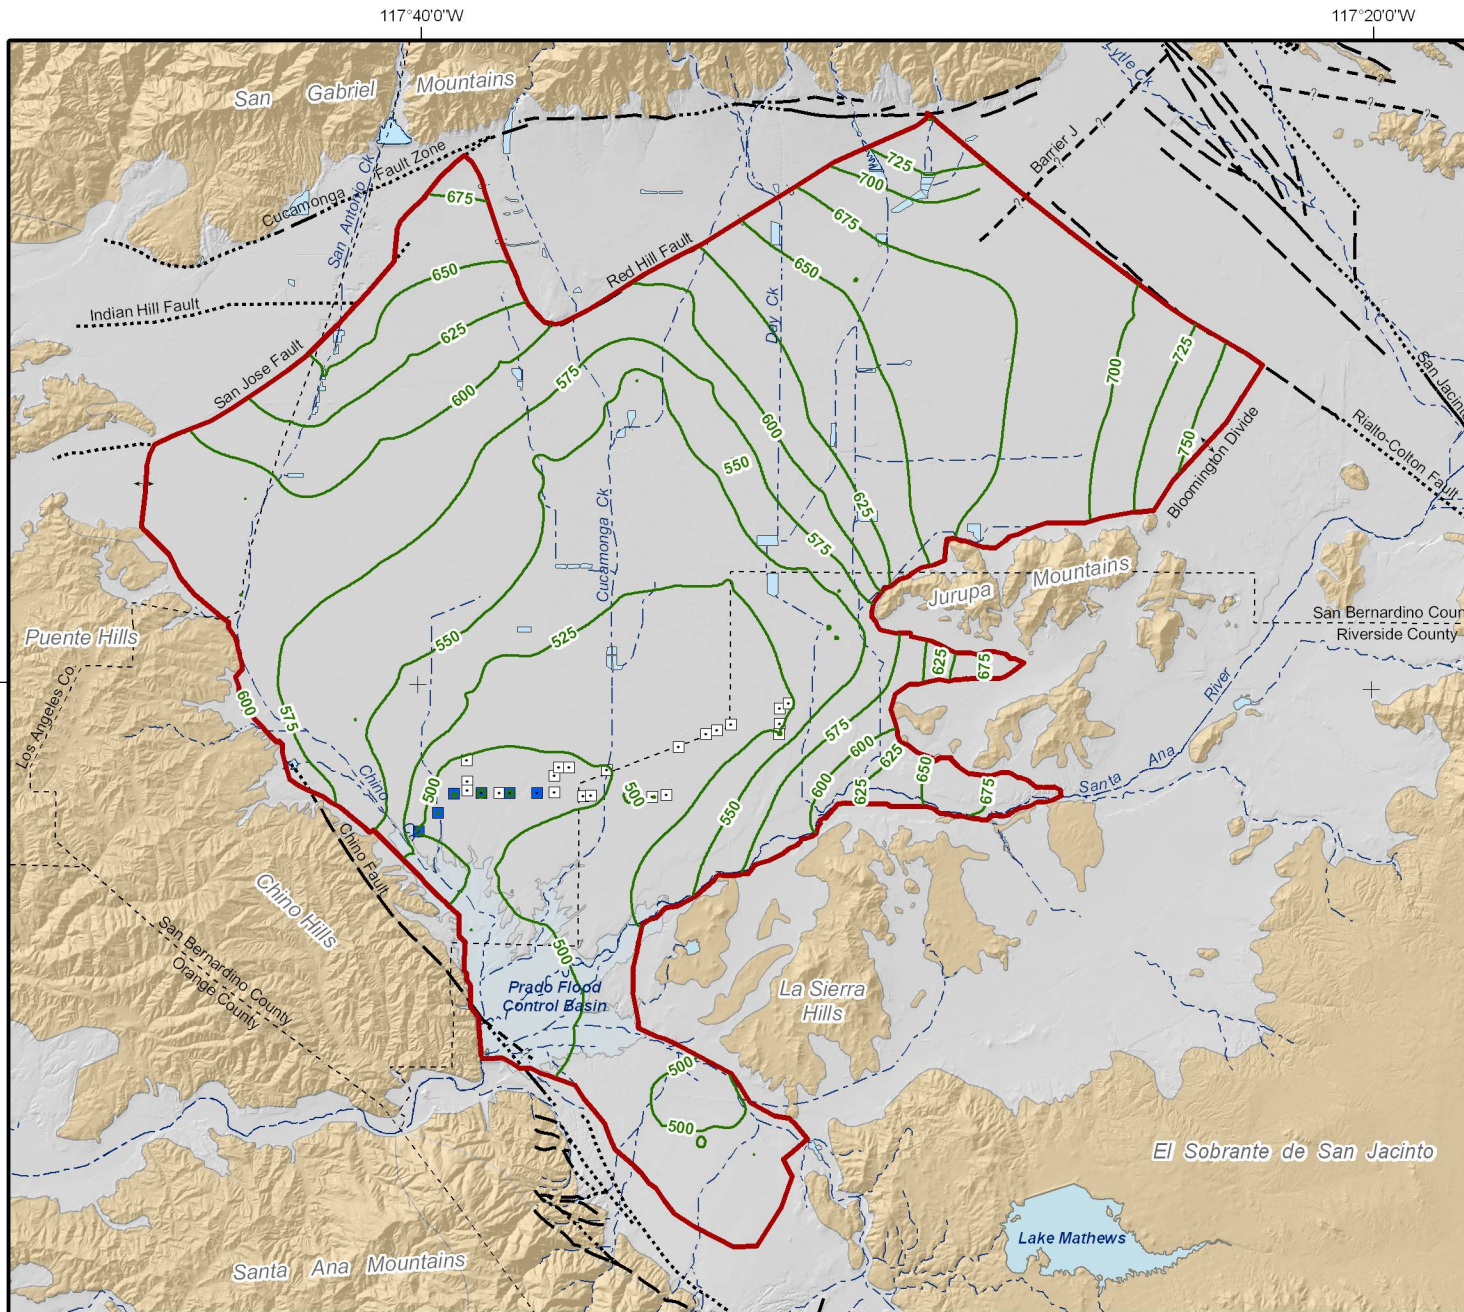 117°40'0"W
117°20'0"W
San Gabriel Mountains
Lytle Ck
San Antonio Ck
Cucamonga Fault Zone
Barrier J
?
?
?
?
?
?
725
700
675
675
650
650
625
Red Hill Fault
Indian Hill Fault
Day Ck
San Jose Fault
600
575
600
550
625
575
700
725
750
Bloomington Divide
San Jacinto
Rialto-Colton Fault
Cucamonga Ck
Jurupa Mountains
San Bernardino Coun
Riverside County
Puente Hills
Los Angeles Co.
550
525
625
675
River
600
575
Santa Ana
575
600
625
650
675
600
625
550
500
500
Chino
Chino Fault
Chino Hills
San Bernardino County
Orange County
500
Prado Flood
Control Basin
La Sierra
Hills
500
500
El Sobrante de San Jacinto
Lake Mathews
Santa Ana Mountains